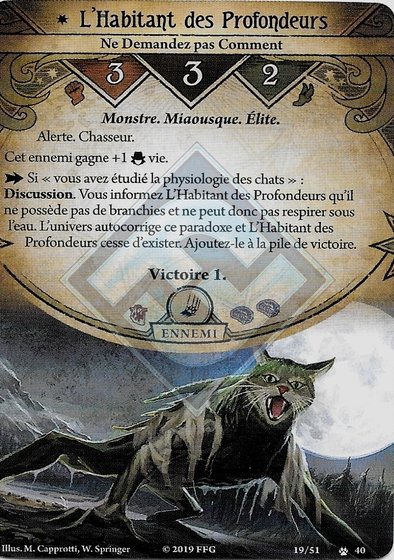 * L'Habitant des Profondeurs
Ne Demandez pas Comment
3 3 2
Monstre. Miaousque. Élite.
Alerte. Chasseur.
Cet ennemi gagne +1 vie.
Si « vous avez étudié la physiologie des chats » :
Discussion. Vous informez L'Habitant des Profondeurs qu'il
ne possède pas de branchies et ne peut donc pas respirer sous
l'eau. L'univers autocorrige ce paradoxe et L'Habitant des
Profondeurs cesse d'exister. Ajoutez-le à la pile de victoire.
Victoire 1.
ENNEMI
Illus. M. Capprotti, W. Springer © 2019 FFG 19/51 40